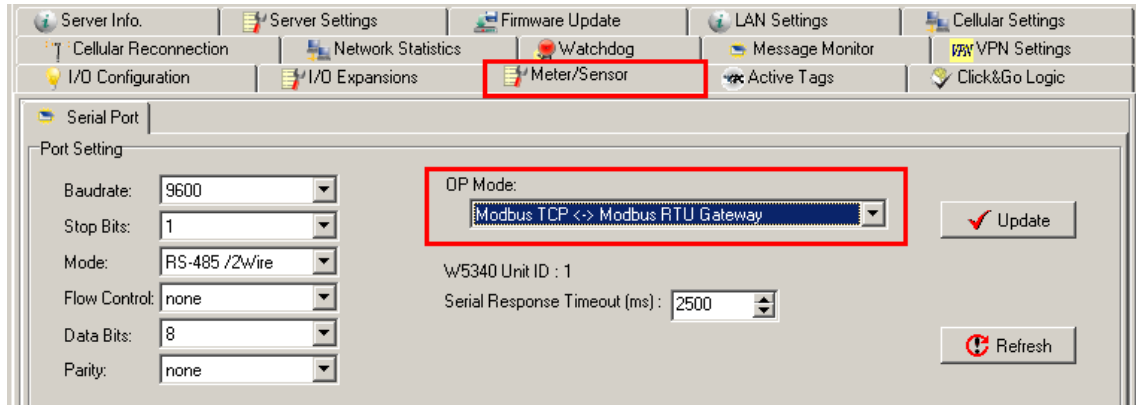 Server Info. Server Settings Firmware Update LAN Settings Cellular Settings
Cellular Reconnection Network Statistics Watchdog Message Monitor VPN VPN Settings
I/O Configuration I/O Expansions Meter/Sensor Active Tags Click&Go Logic
Serial Port
Port Setting
Baudrate: 9600
Stop Bits: 1
Mode: RS-485 /2Wire
Flow Control: none
Data Bits: 8
Parity: none
OP Mode:
Modbus TCP <-> Modbus RTU Gateway
W5340 Unit ID : 1
Serial Response Timeout (ms) : 2500
Update
Refresh